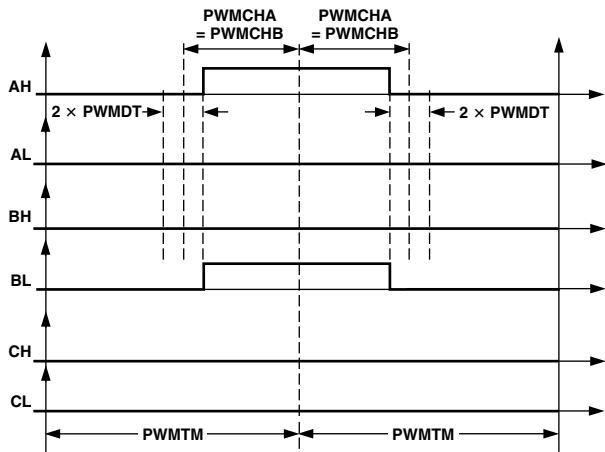 PWMCHA PWMCHA
= PWMCHB = PWMCHB
AH
2 × PWMDT 2 × PWMDT
AL
BH
BL
CH
CL
PWMTM PWMTM